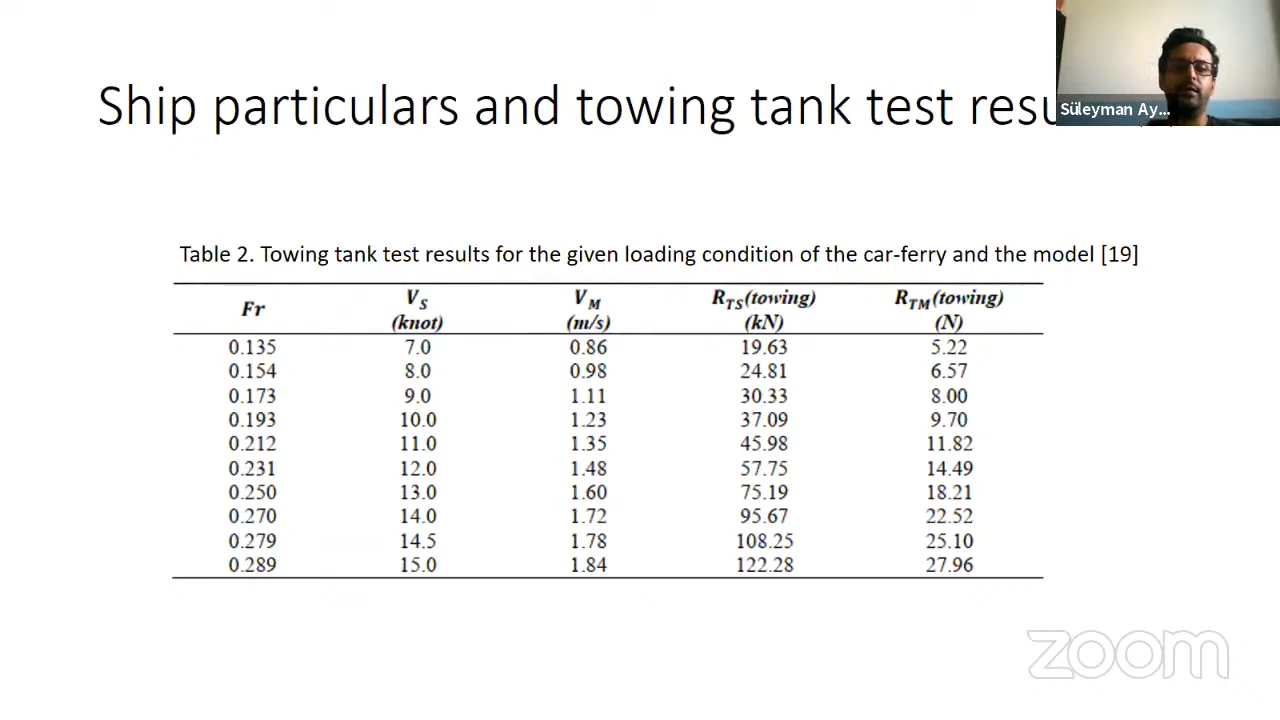 Ship particulars and towing tank test resu
Süleyman Ay...
Table 2. Towing tank test results for the given loading condition of the car-ferry and the model [19]
Fr V_S (knot) V_M (m/s) R_TS(towing) (kN) R_TM(towing) (N)
0.135 7.0 0.86 19.63 5.22
0.154 8.0 0.98 24.81 6.57
0.173 9.0 1.11 30.33 8.00
0.193 10.0 1.23 37.09 9.70
0.212 11.0 1.35 45.98 11.82
0.231 12.0 1.48 57.75 14.49
0.250 13.0 1.60 75.19 18.21
0.270 14.0 1.72 95.67 22.52
0.279 14.5 1.78 108.25 25.10
0.289 15.0 1.84 122.28 27.96
zoom